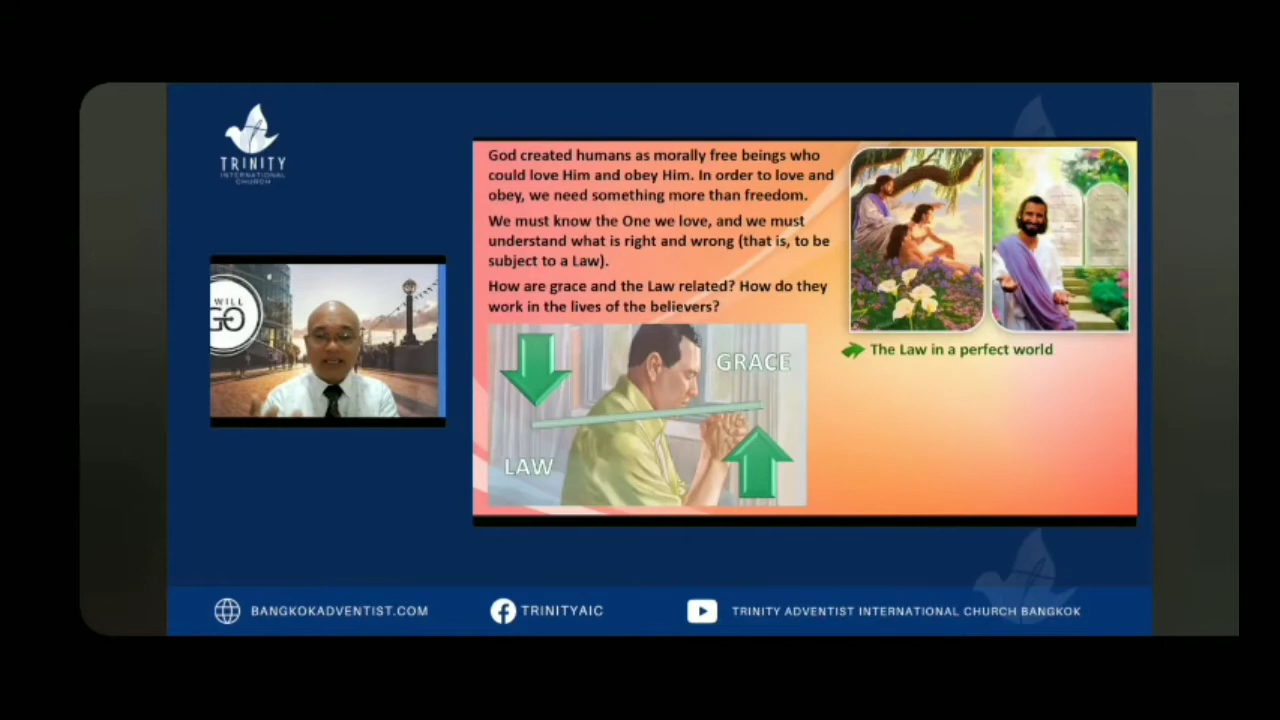 TRINITY
INTERNATIONAL
CHURCH
God created humans as morally free beings who
could love Him and obey Him. In order to love and
obey, we need something more than freedom.
We must know the One we love, and we must
understand what is right and wrong (that is, to be
subject to a Law).
How are grace and the Law related? How do they
work in the lives of the believers?
GRACE
LAW
The Law in a perfect world
WILL
GO
BANGKOKADVENTIST.COM
TRINITYAIC
TRINITY ADVENTIST INTERNATIONAL CHURCH BANGKOK